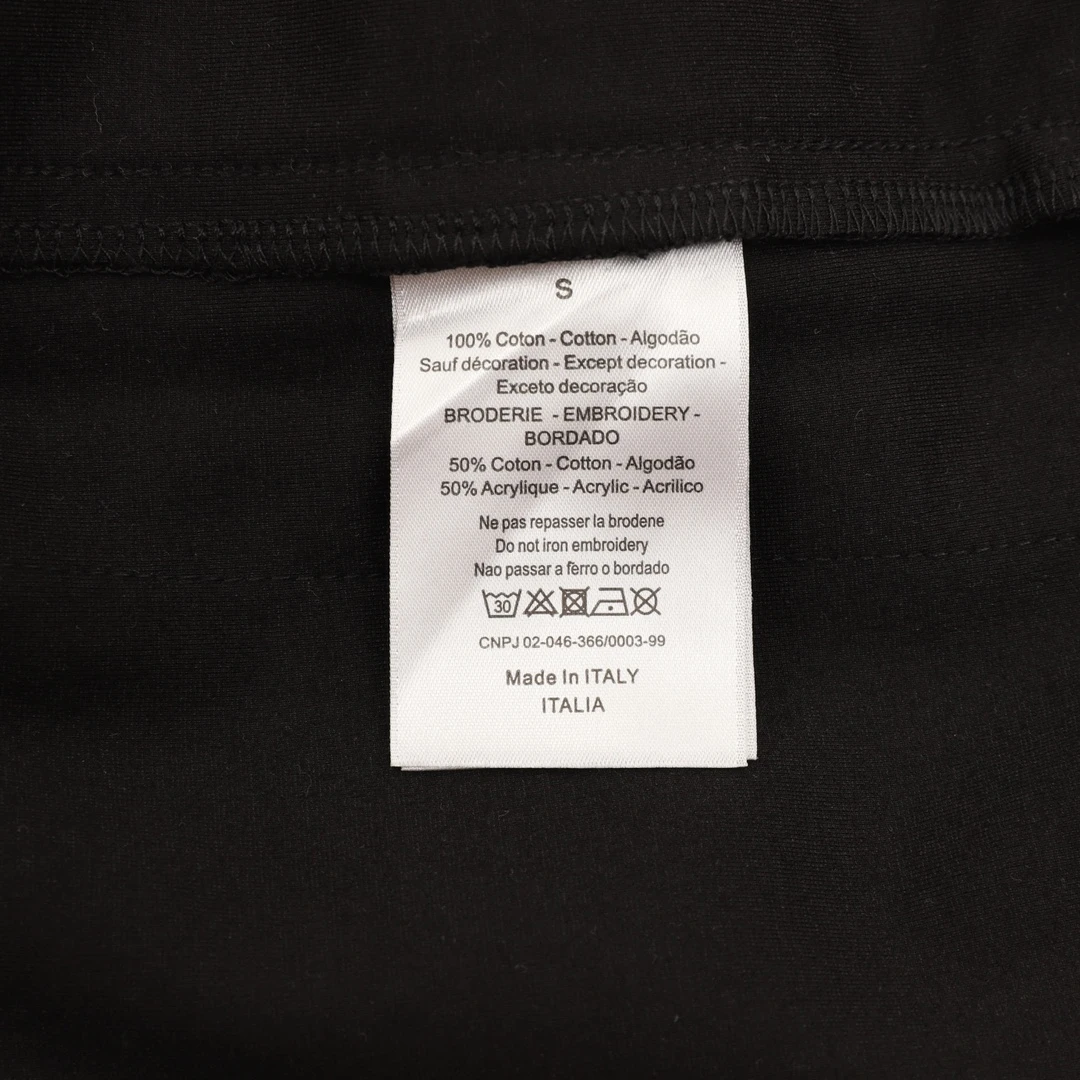 S
100% Coton - Cotton - Algodão
Sauf décoration - Except decoration -
Exceto decoração
BRODERIE - EMBROIDERY -
BORDADO
50% Coton - Cotton - Algodão
50% Acrylique - Acrylic - Acrilico
Ne pas repasser la brodene
Do not iron embroidery
Nao passar a fèrro o bordado
30
CNPJ 02-046-366/0003-99
Made In ITALY
ITALIA